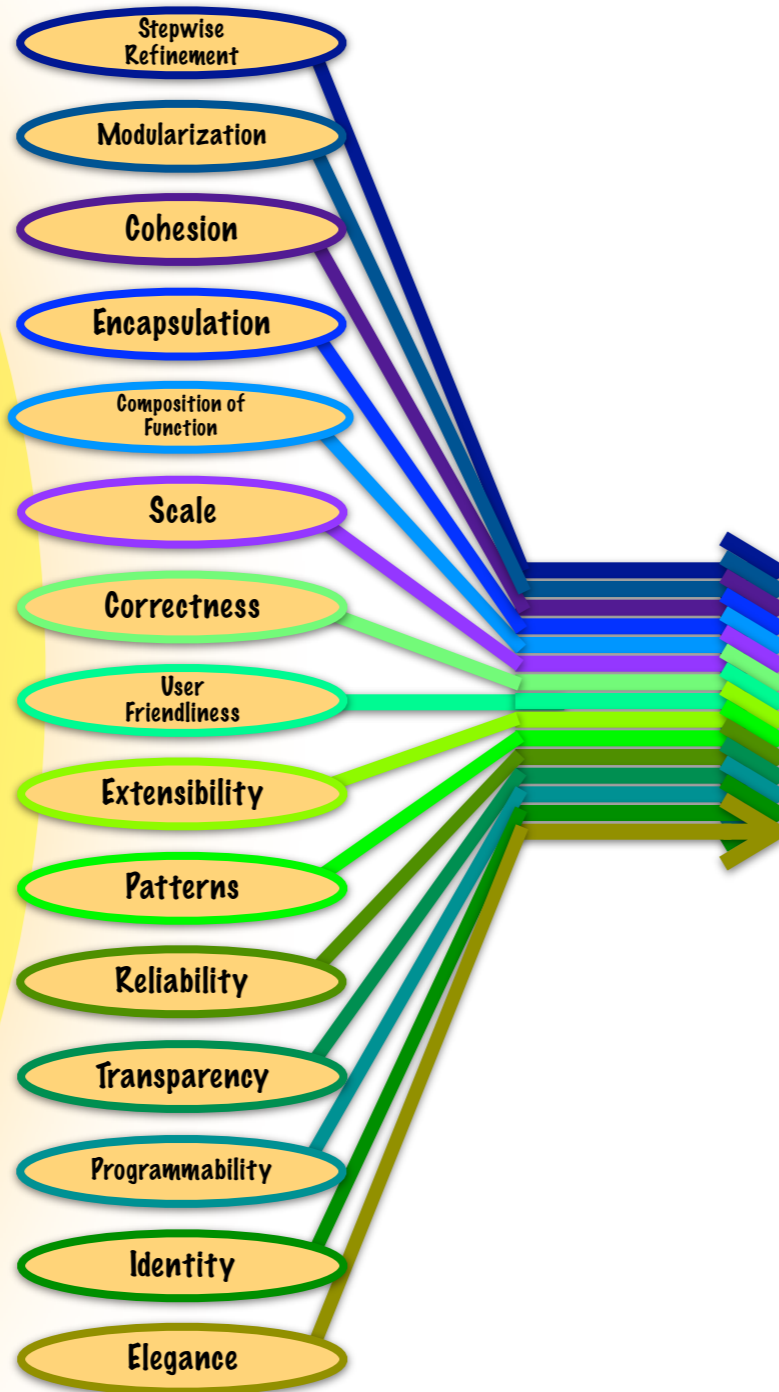 Stepwise
Refinement
Modularization
Cohesion
Encapsulation
Composition of
Function
Scale
Correctness
User
Friendliness
Extensibility
Patterns
Reliability
Transparency
Programmability
Identity
Elegance